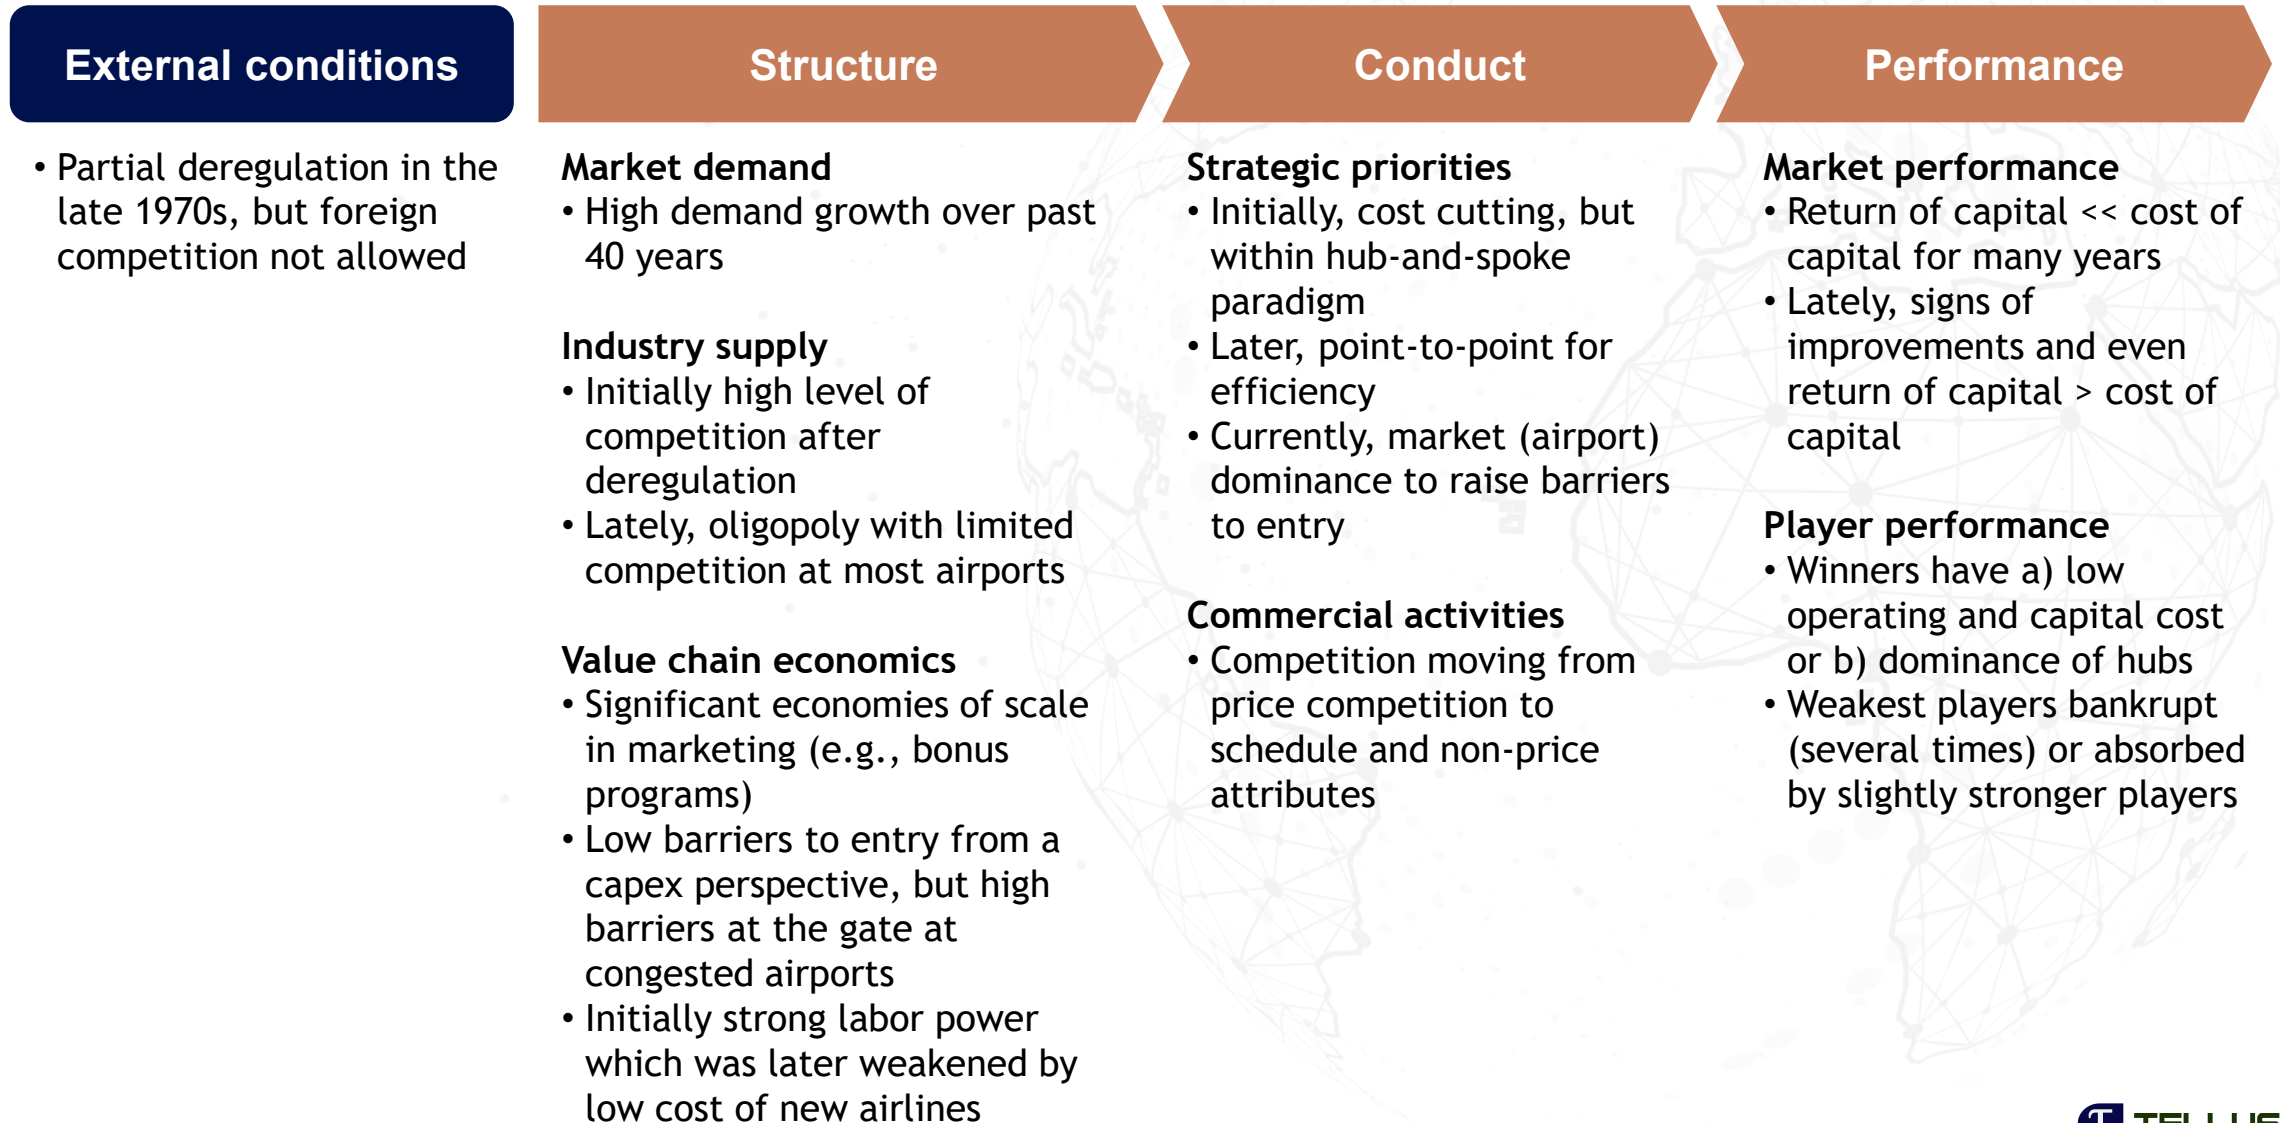 External conditions
• Partial deregulation in the
late 1970s, but foreign
competition not allowed
Structure
Market demand
• High demand growth over past
40 years
Industry supply
• Initially high level of
competition after
deregulation
• Lately, oligopoly with limited
competition at most airports
Value chain economics
• Significant economies of scale
in marketing (e.g., bonus
programs)
• Low barriers to entry from a
capex perspective, but high
barriers at the gate at
congested airports
• Initially strong labor power
which was later weakened by
low cost of new airlines
Conduct
Strategic priorities
• Initially, cost cutting, but
within hub-and-spoke
paradigm
• Later, point-to-point for
efficiency
• Currently, market (airport)
dominance to raise barriers
to entry
Commercial activities
• Competition moving from
price competition to
schedule and non-price
attributes
Performance
Market performance
• Return of capital << cost of
capital for many years
• Lately, signs of
improvements and even
return of capital > cost of
capital
Player performance
• Winners have a) low
operating and capital cost
or b) dominance of hubs
• Weakest players bankrupt
(several times) or absorbed
by slightly stronger players